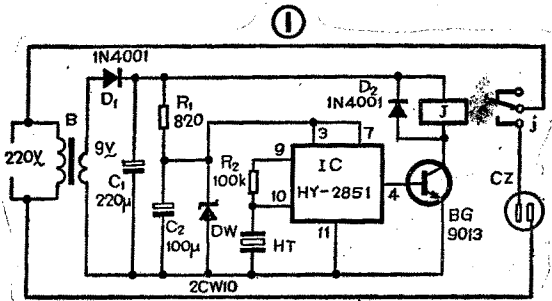 ①
1N4001
D₁
B
220V
9V
C₁
220μ
R₁
820
C₂
100μ
DW
2CW10
R₂
100k
HT
9
10
3
7
IC
HY-2851
4
11
D₂
1N4001
J
j
BG
9013
CZ